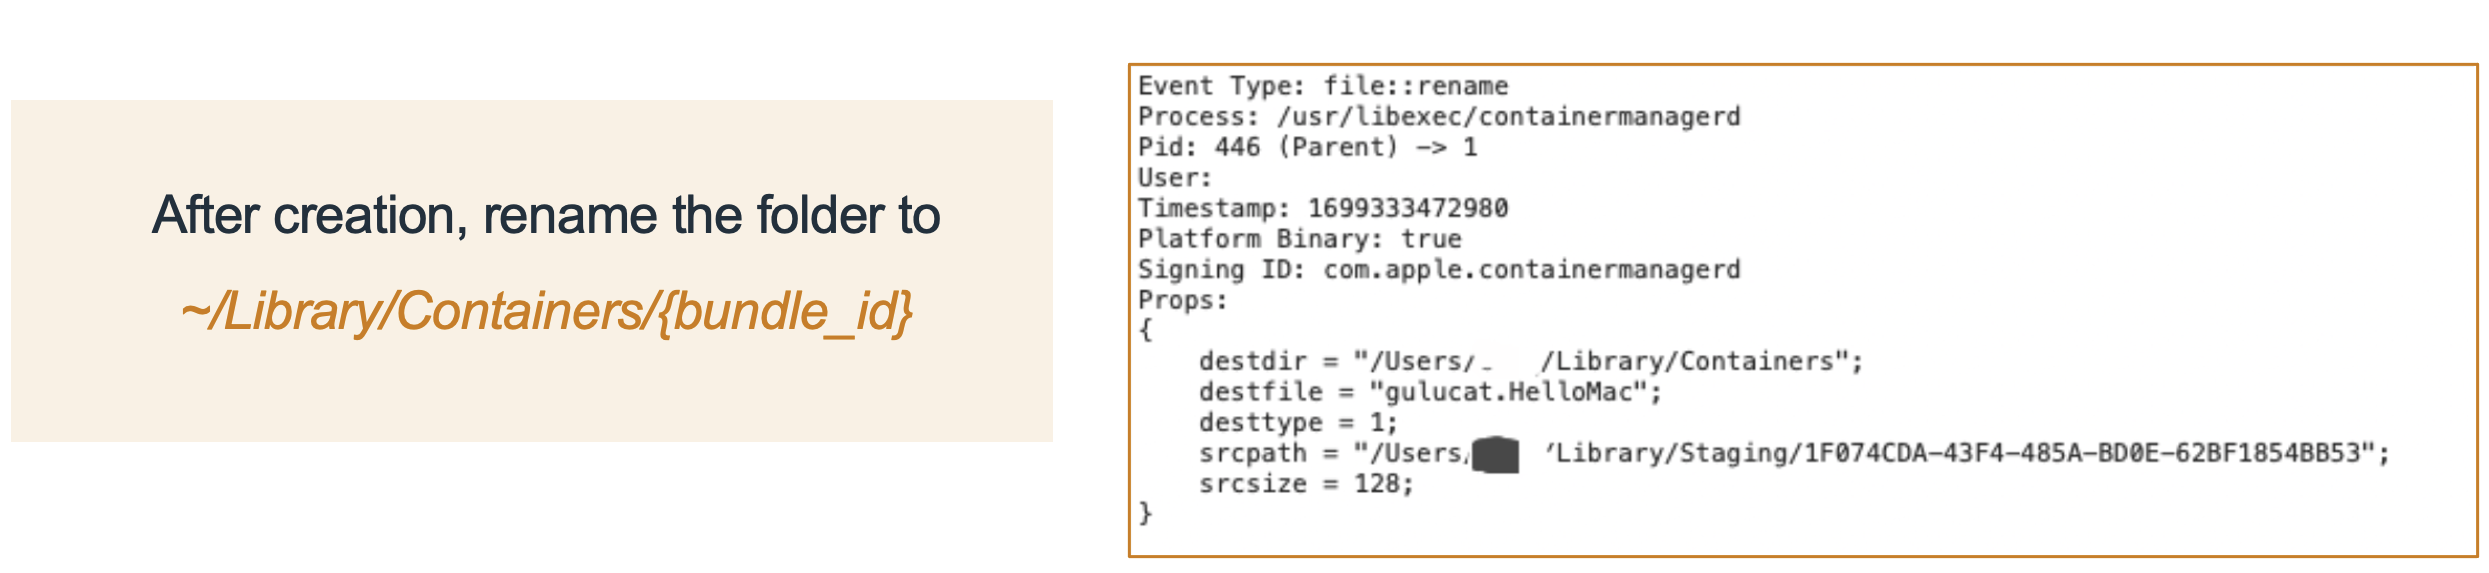 After creation, rename the folder to
~/Library/Containers/{bundle_id}
Event Type: file::rename
Process: /usr/libexec/containermanagerd
Pid: 446 (Parent) -> 1
User:
Timestamp: 1699333472980
Platform Binary: true
Signing ID: com.apple.containermanagerd
Props:
{
destdir = "/Users/ /Library/Containers";
destfile = "gulucat.HelloMac";
desttype = 1;
srcpath = "/Users/ /Library/Staging/1F074CDA-43F4-485A-BD0E-62BF1854BB53";
srcsize = 128;
}